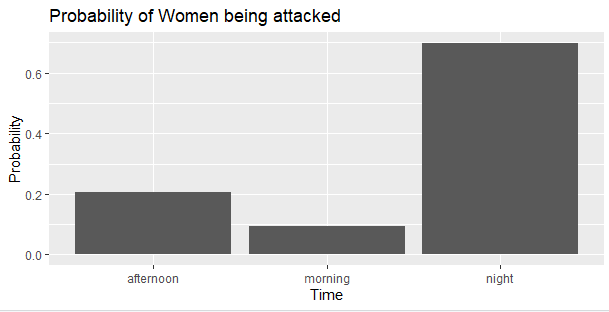 Probability of Women being attacked
Probability
0.6
0.4
0.2
0.0
afternoon morning night
Time